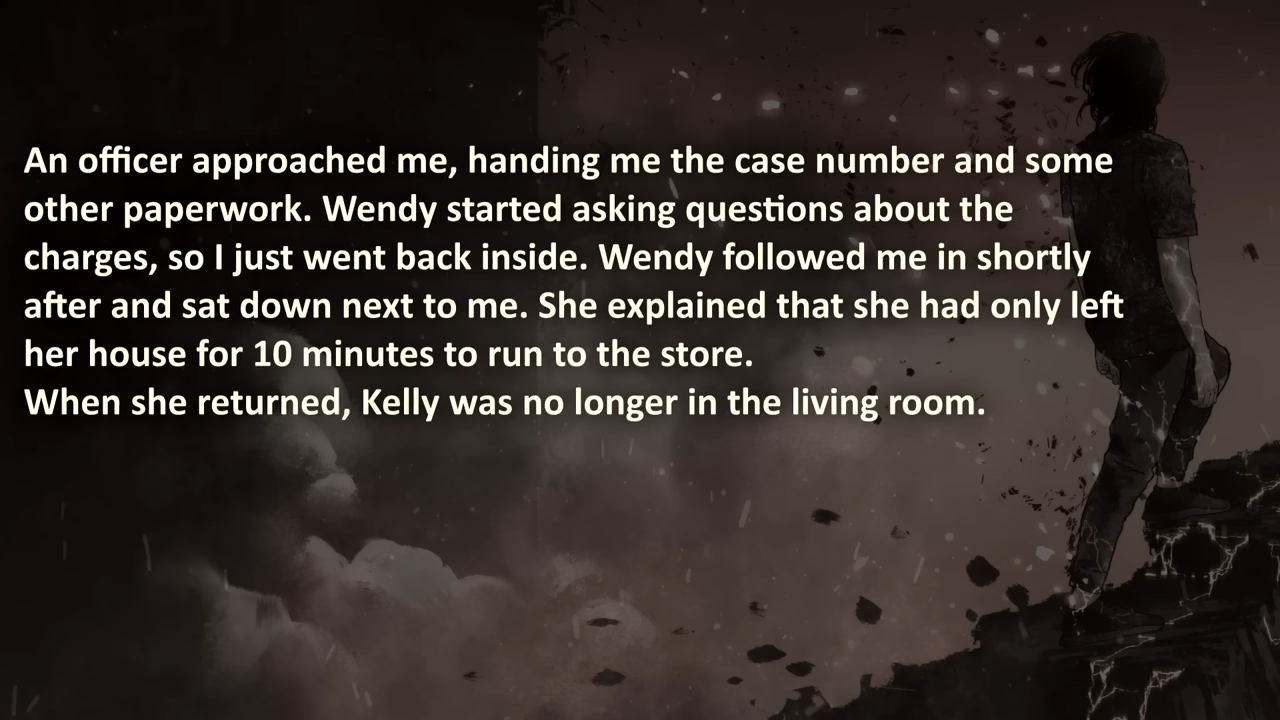 An officer approached me, handing me the case number and some
other paperwork. Wendy started asking questions about the
charges, so I just went back inside. Wendy followed me in shortly
after and sat down next to me. She explained that she had only left
her house for 10 minutes to run to the store.
When she returned, Kelly was no longer in the living room.